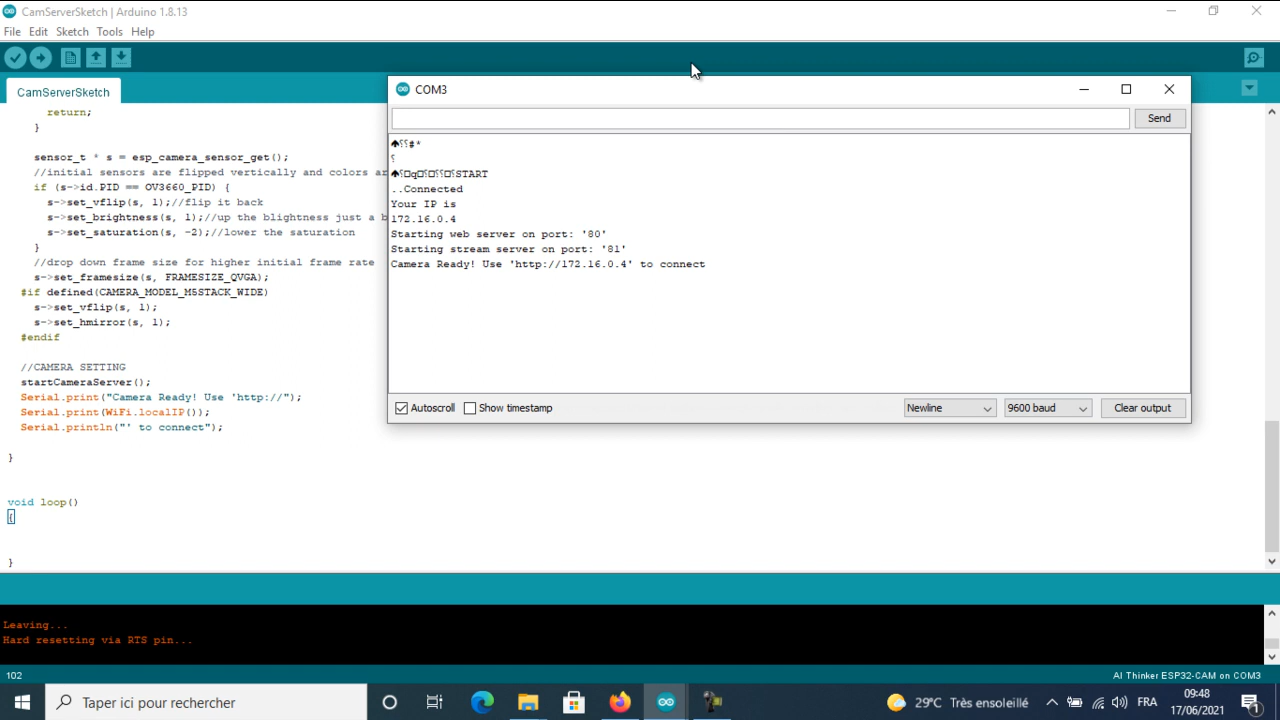 CamServerSketch | Arduino 1.8.13
File Edit Sketch Tools Help
CamServerSketch
return;
}
sensor_t * s = esp_camera_sensor_get();
//initial sensors are flipped vertically and colors ar
if (s->id.PID == OV3660_PID) {
s->set_vflip(s, 1);//flip it back
s->set_brightness(s, 1);//up the blightness just a b
s->set_saturation(s, -2);//lower the saturation
}
//drop down frame size for higher initial frame rate
s->set_framesize(s, FRAMESIZE_QVGA);
#if defined(CAMERA_MODEL_M5STACK_WIDE)
s->set_vflip(s, 1);
s->set_hmirror(s, 1);
#endif
//CAMERA SETTING
startCameraServer();
Serial.print("Camera Ready! Use 'http://");
Serial.print(WiFi.localIP());
Serial.println("' to connect");
}
void loop()
{
}
COM3
Send
START
..Connected
Your IP is
172.16.0.4
Starting web server on port: '80'
Starting stream server on port: '81'
Camera Ready! Use 'http://172.16.0.4' to connect
Autoscroll Show timestamp Newline 9600 baud Clear output
Leaving...
Hard resetting via RTS pin...
102 AI Thinker ESP32-CAM on COM3
Taper ici pour rechercher 29°C Très ensoleillé FRA 09:48
17/06/2021 1